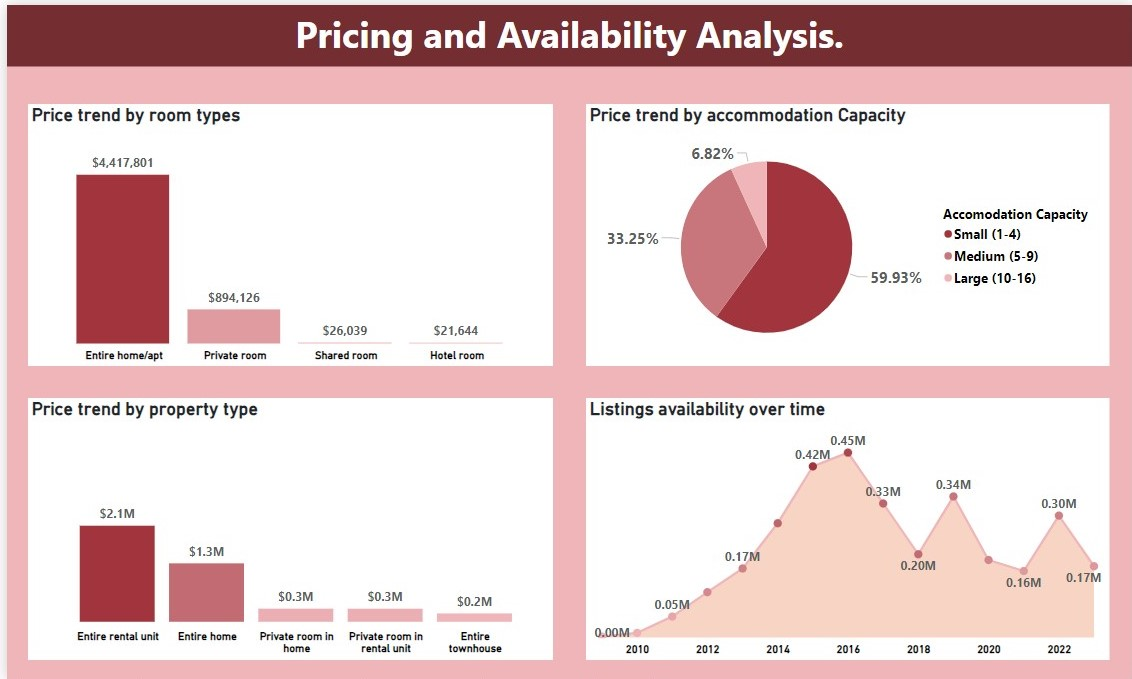 Pricing and Availability Analysis.
Price trend by room types
$4,417,801
$894,126
$26,039
$21,644
Entire home/apt
Private room
Shared room
Hotel room
Price trend by accommodation Capacity
6.82%
33.25%
59.93%
Accomodation Capacity
Small (1-4)
Medium (5-9)
Large (10-16)
Price trend by property type
$2.1M
$1.3M
$0.3M
$0.3M
$0.2M
Entire rental unit
Entire home
Private room in
home
Private room in
rental unit
Entire
townhouse
Listings availability over time
0.00M
0.05M
0.17M
0.42M
0.45M
0.33M
0.20M
0.34M
0.16M
0.30M
0.17M
2010
2012
2014
2016
2018
2020
2022